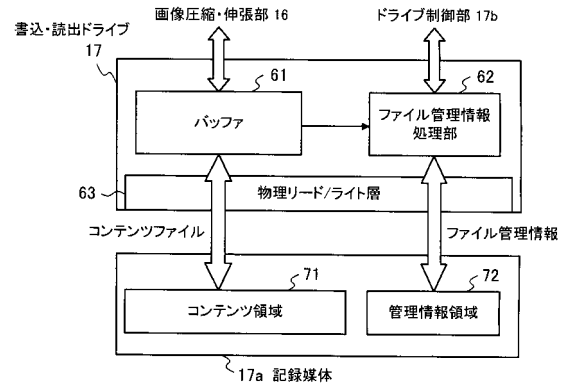 画像圧縮・伸張部 16
ドライブ制御部 17b
書込・読出ドライブ
17
61
62
バッファ
ファイル管理情報
処理部
63
物理リード/ライト層
コンテンツファイル
ファイル管理情報
71
72
コンテンツ領域
管理情報領域
17a 記録媒体